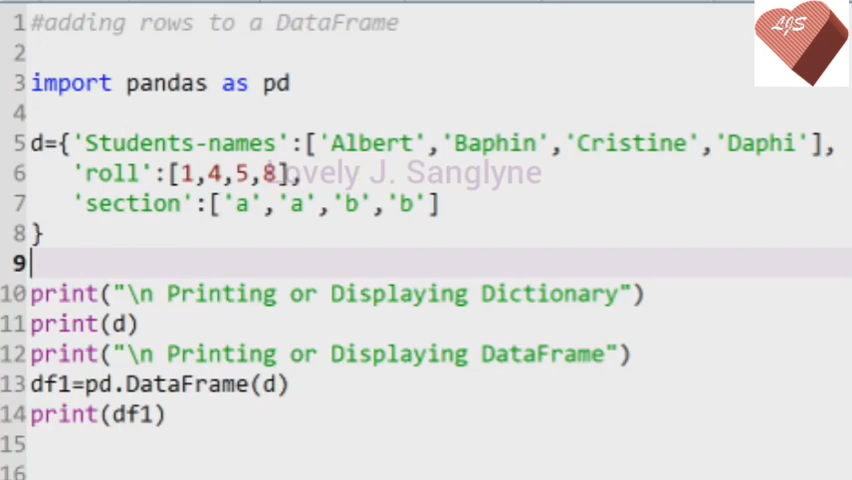 LJS
1 #adding rows to a DataFrame
2
3 import pandas as pd
4
5 d={'Students-names':['Albert','Baphin','Cristine','Daphi'],
6 'roll':[1,4,5,8],
Lovely J. Sanglyne
7 'section':['a','a','b','b']
8 }
9
10 print("\n Printing or Displaying Dictionary")
11 print(d)
12 print("\n Printing or Displaying DataFrame")
13 df1=pd.DataFrame(d)
14 print(df1)
15
16